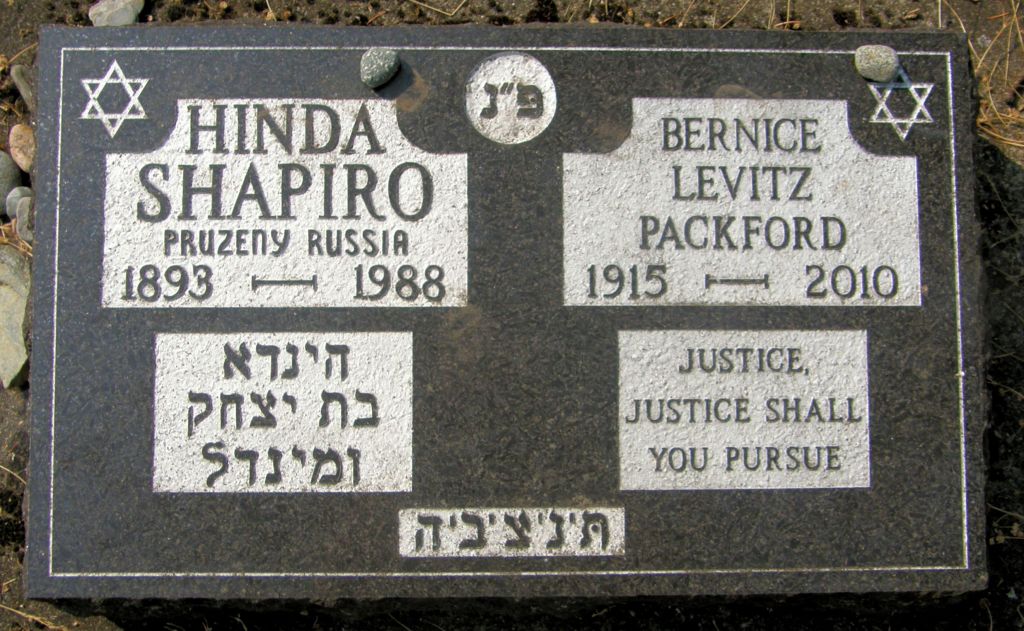 פ"נ
HINDA
SHAPIRO
PRUZENY RUSSIA
1893 1988
הינדא
בת יצחק
ומינדל
BERNICE
LEVITZ
PACKFORD
1915 2010
JUSTICE,
JUSTICE SHALL
YOU PURSUE
ת'י'נ'צ'ב'י'ה